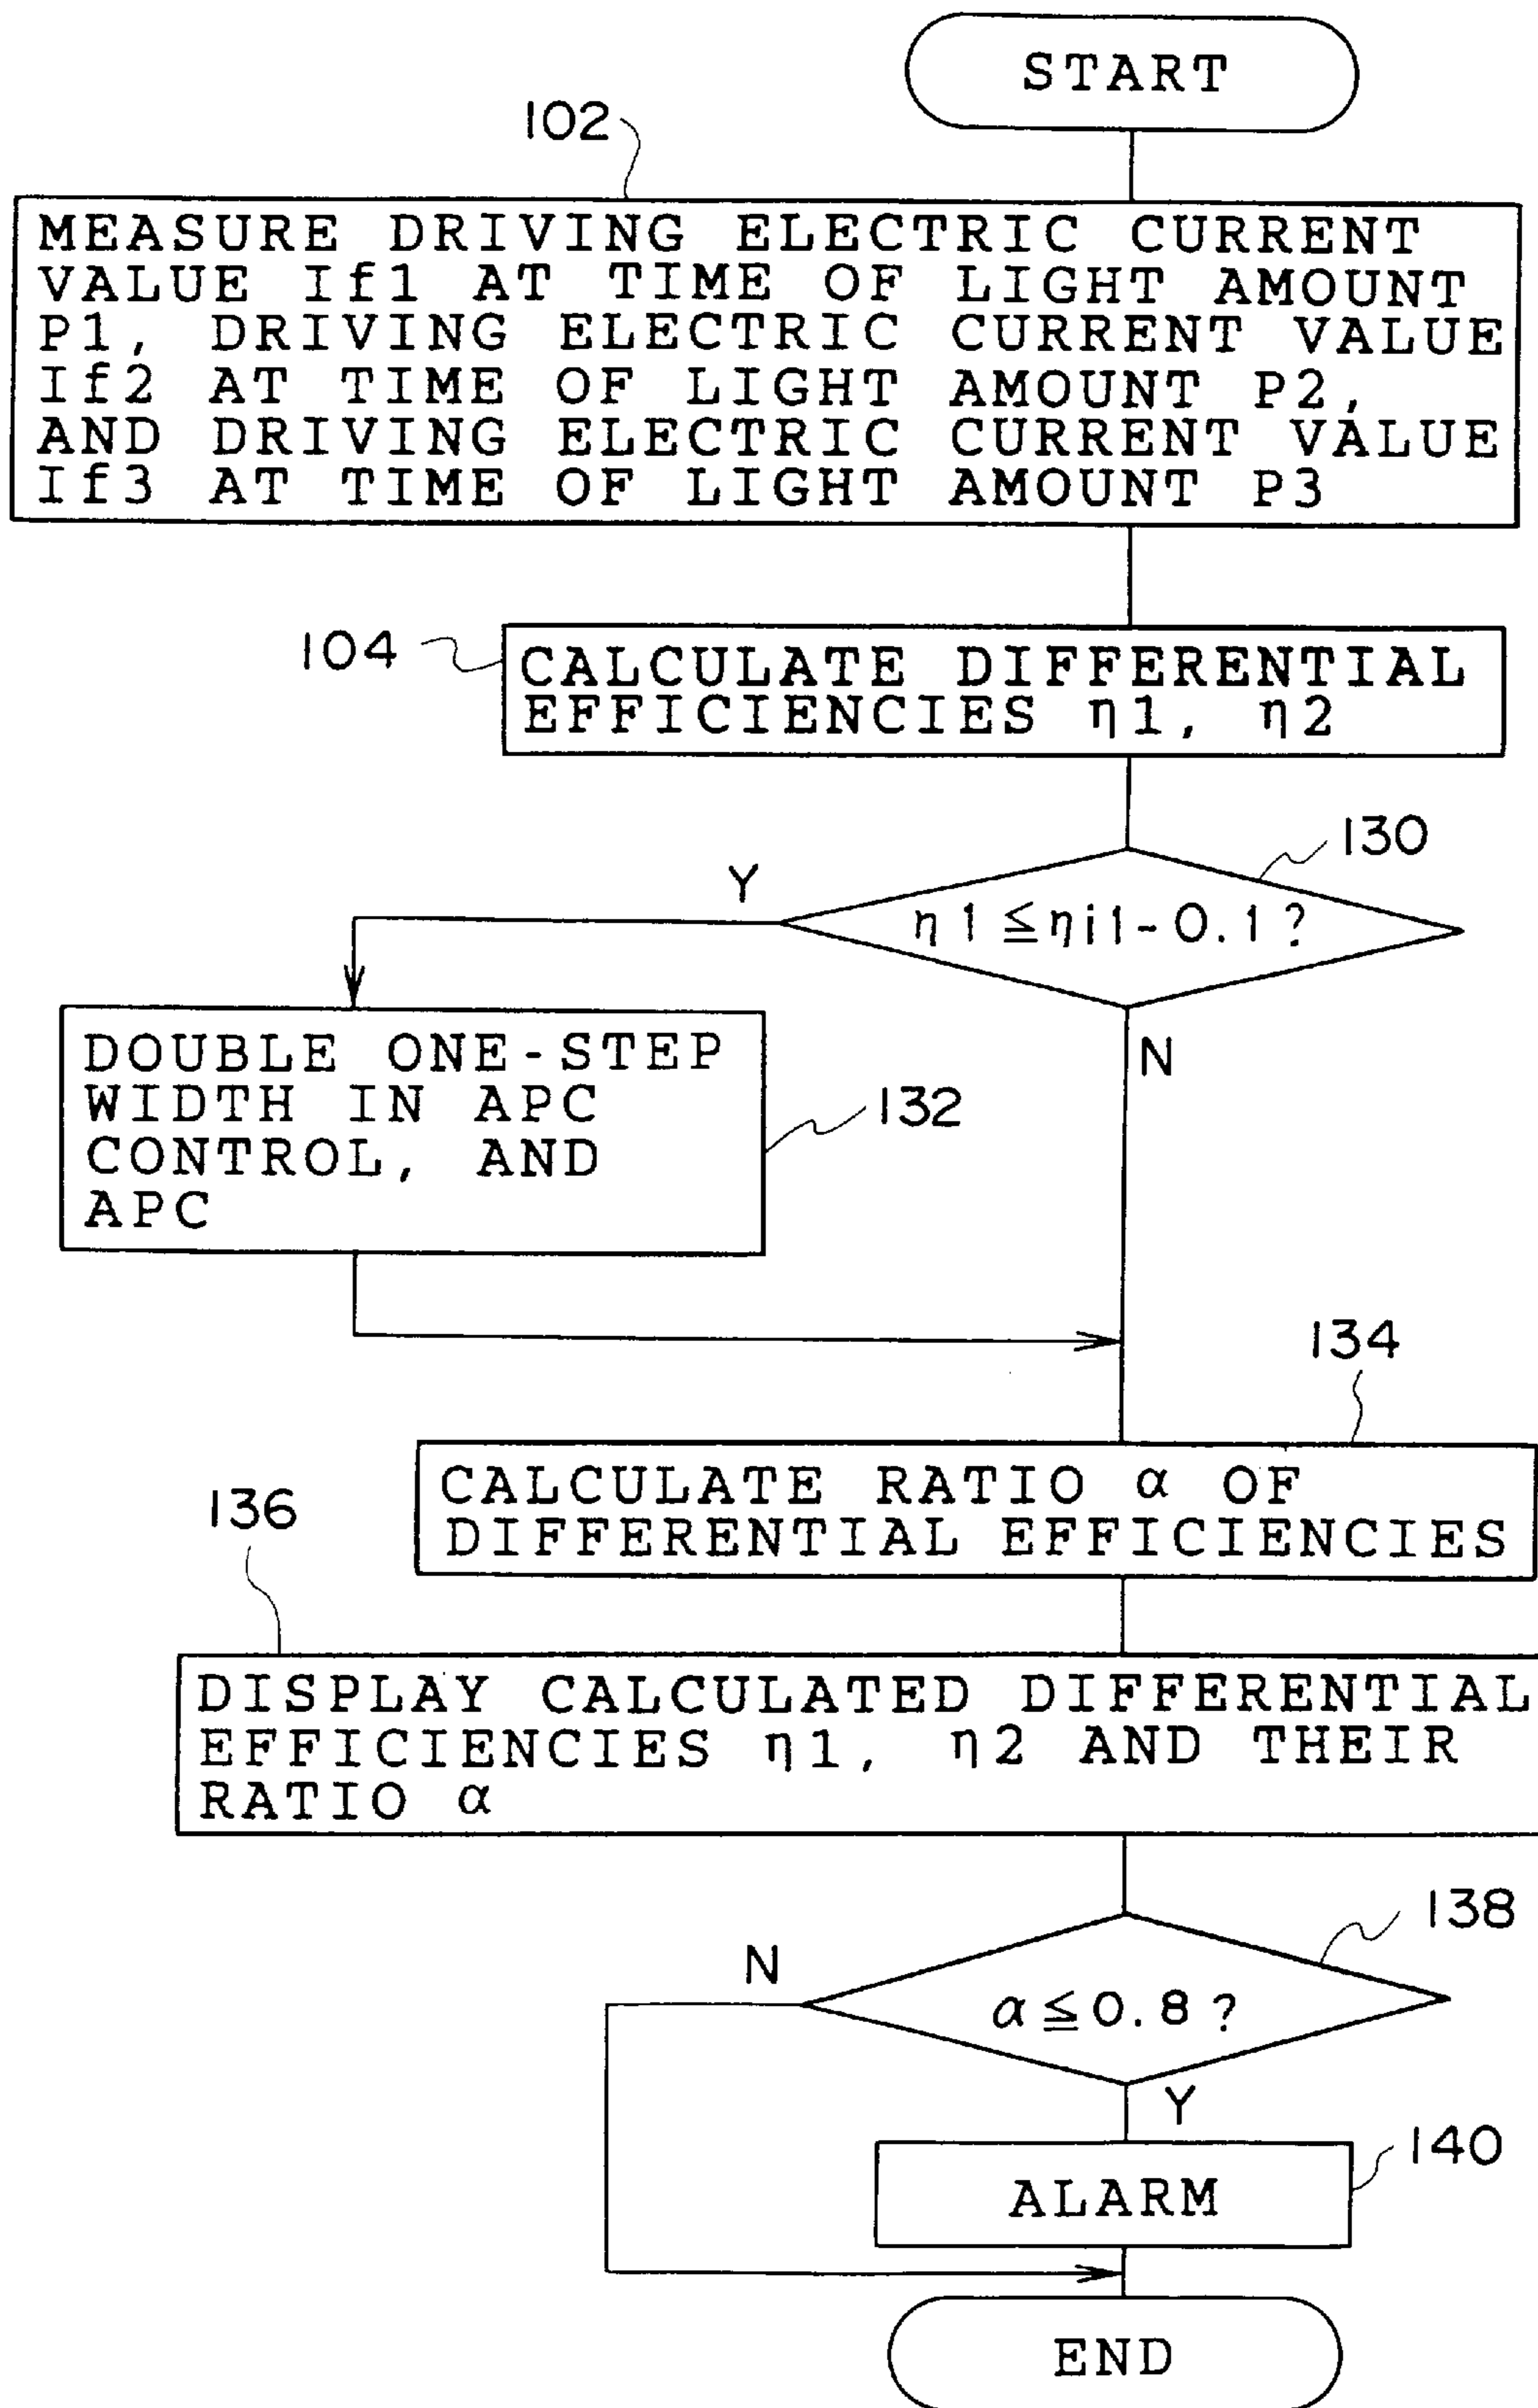 START
102
MEASURE DRIVING ELECTRIC CURRENT
VALUE If1 AT TIME OF LIGHT AMOUNT
P1, DRIVING ELECTRIC CURRENT VALUE
If2 AT TIME OF LIGHT AMOUNT P2,
AND DRIVING ELECTRIC CURRENT VALUE
If3 AT TIME OF LIGHT AMOUNT P3
104
CALCULATE DIFFERENTIAL
EFFICIENCIES η1, η2
130
Y
η1≦ηi1-0.1?
N
DOUBLE ONE-STEP
WIDTH IN APC
CONTROL, AND
APC
132
134
CALCULATE RATIO α OF
DIFFERENTIAL EFFICIENCIES
136
DISPLAY CALCULATED DIFFERENTIAL
EFFICIENCIES η1, η2 AND THEIR
RATIO α
138
N
α≦0.8?
Y
140
ALARM
END